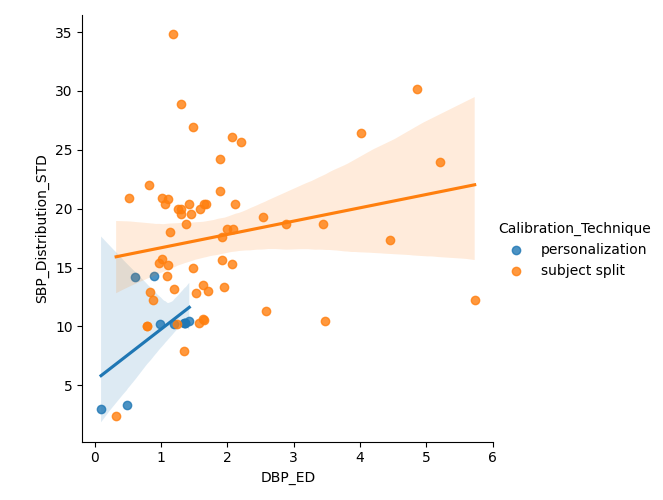 35
30
25
20
15
10
5
SBP_Distribution_STD
0
1
2
3
4
5
6
DBP_ED
Calibration_Technique
personalization
subject split